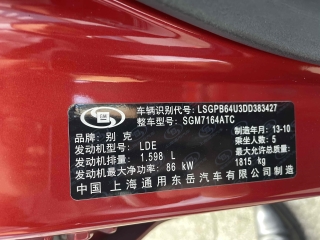 车辆识别代号: LSGPB64U3DD383427
整车型号: SGM7164ATC
品牌: 别克
制造年月: 13-10
发动机型号: LDE
乘坐人数: 5
发动机排量: 1.598 L
最大允许总质量: 1815 kg
发动机最大净功率: 86 kW
中国 上海通用东岳汽车有限公司制造